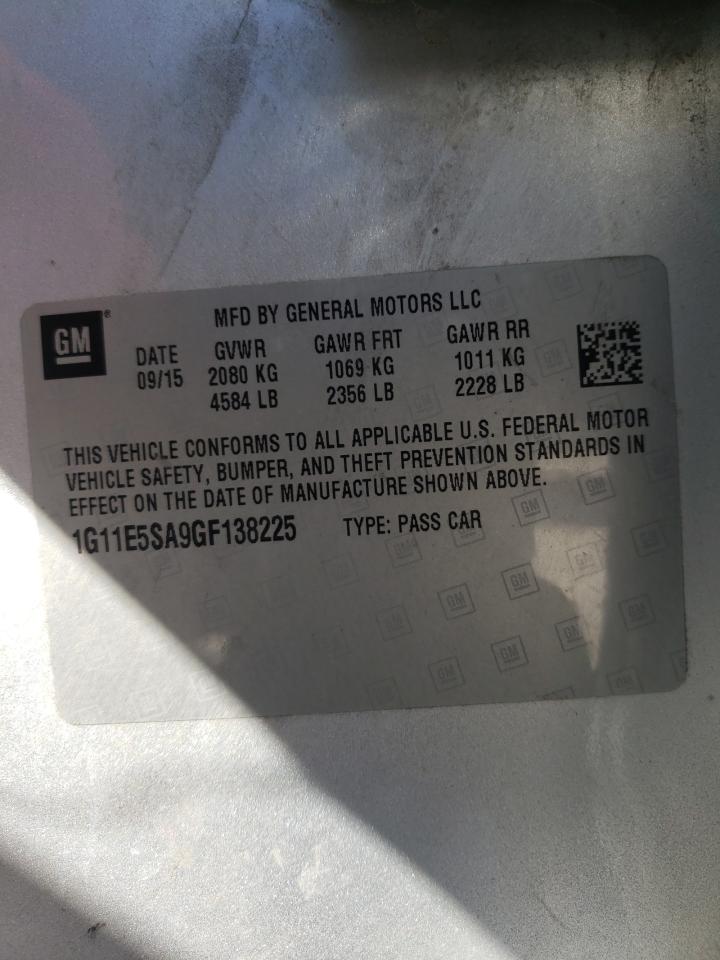 GM®
MFD BY GENERAL MOTORS LLC
DATE GVWR GAWR FRT GAWR RR
09/15 2080 KG 1069 KG 1011 KG
4584 LB 2356 LB 2228 LB
THIS VEHICLE CONFORMS TO ALL APPLICABLE U.S. FEDERAL MOTOR
VEHICLE SAFETY, BUMPER, AND THEFT PREVENTION STANDARDS IN
EFFECT ON THE DATE OF MANUFACTURE SHOWN ABOVE.
1G11E5SA9GF138225 TYPE: PASS CAR